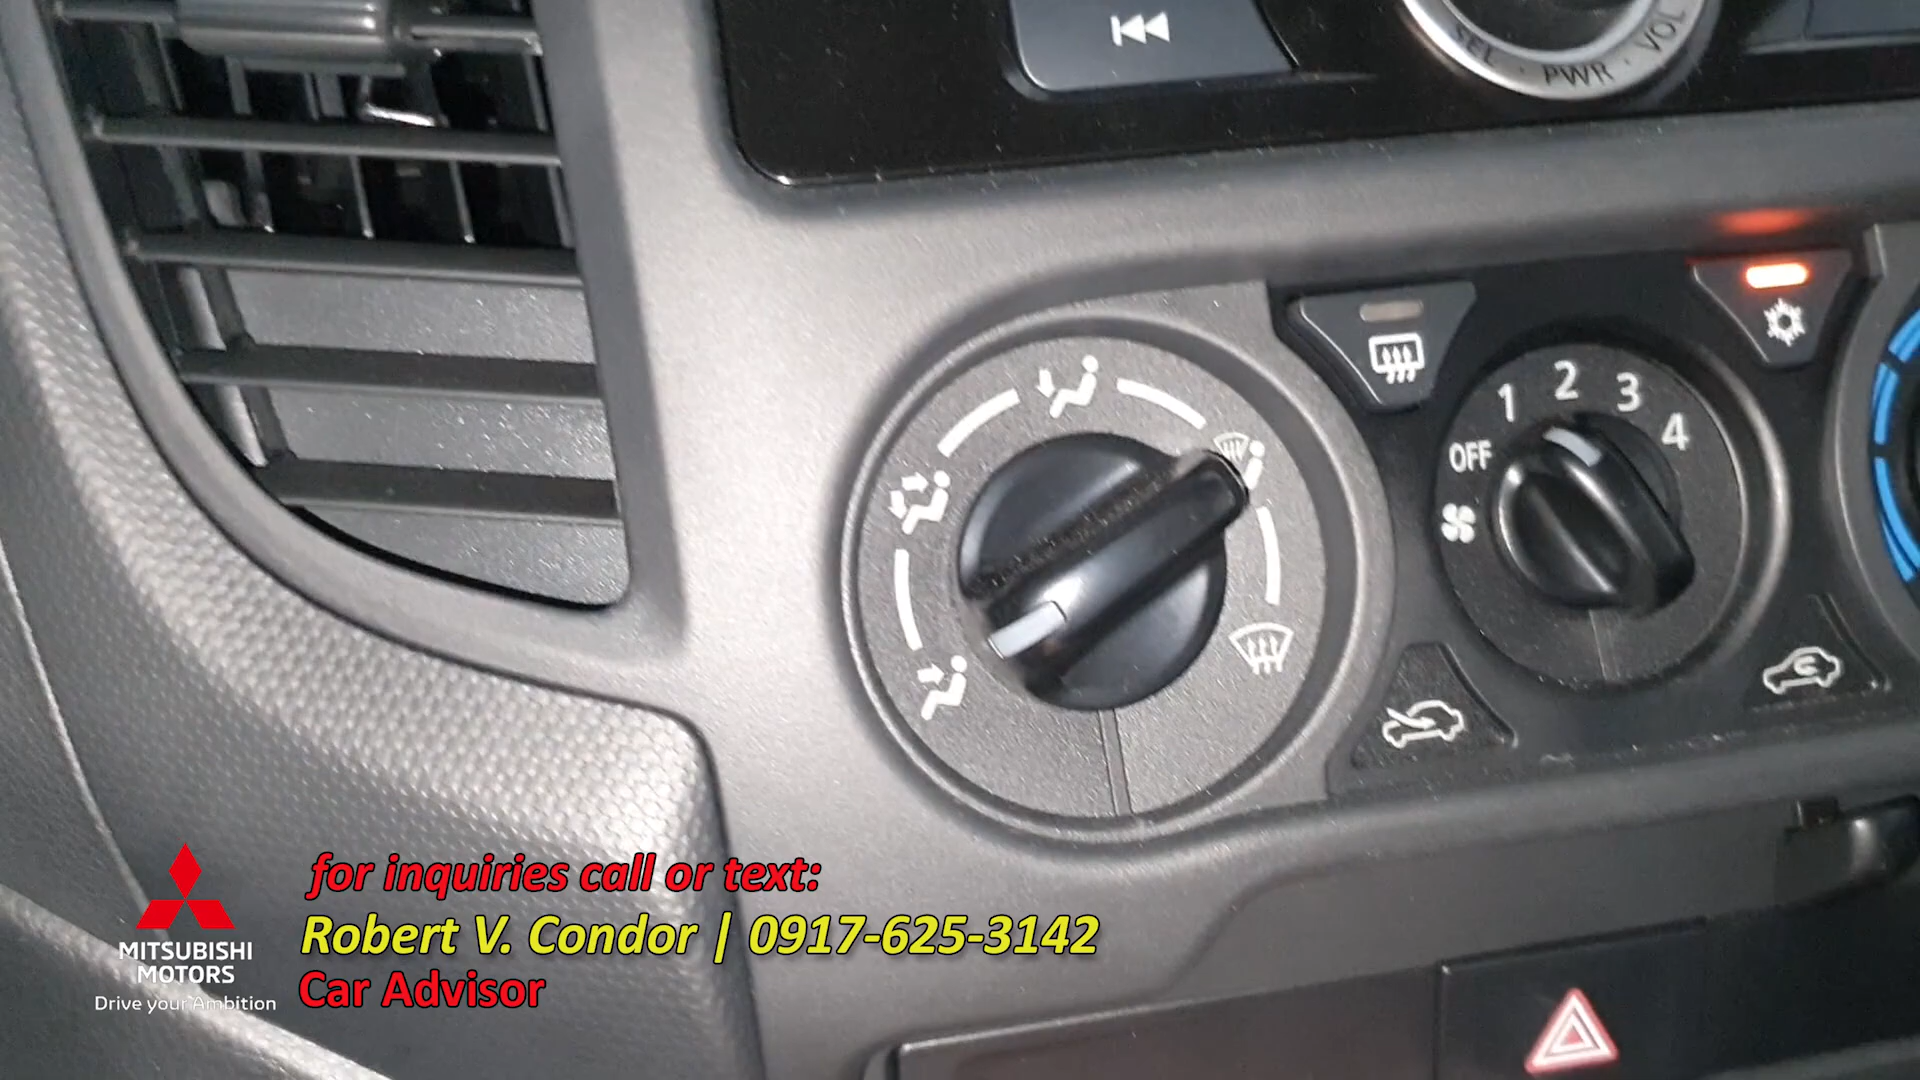 SEL · PWR · VOL
1 2 3 4
OFF
for inquiries call or text:
Robert V. Condor | 0917-625-3142
Car Advisor
MITSUBISHI
MOTORS
Drive your Ambition